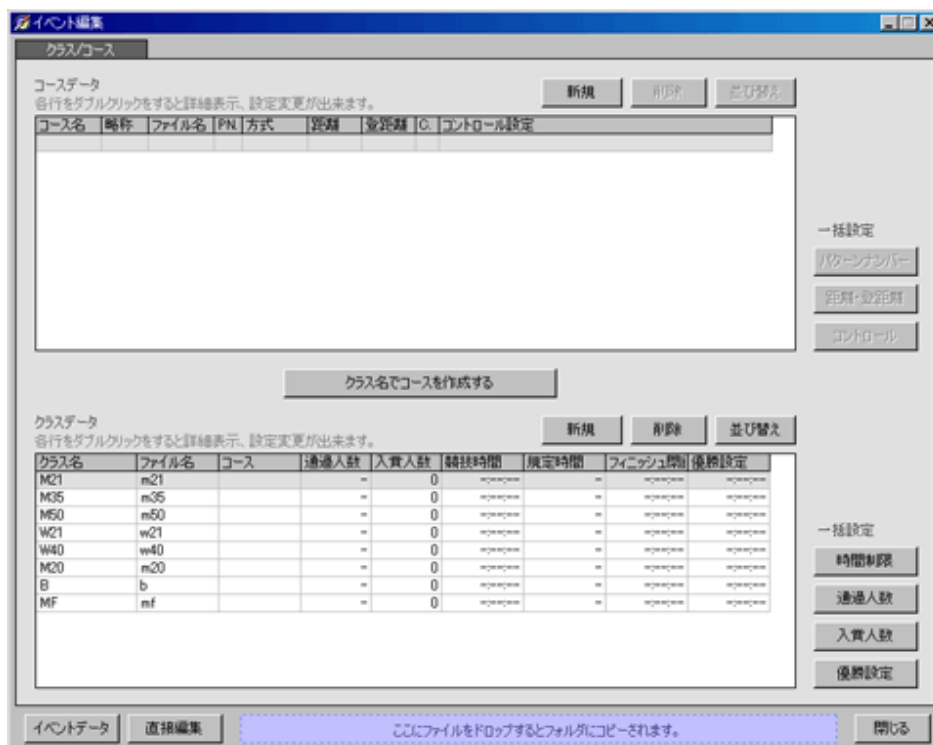 イベント編集
クラス/コース
コースデータ
各行をダブルクリックをすると詳細表示、設定変更が出来ます。
新規 削除 並び替え
コース名 略称 ファイル名 PN. 方式 距離 登距離 C. コントロール設定
一括設定
パターンナンバー
距離・登距離
コントロール
クラス名でコースを作成する
クラスデータ
各行をダブルクリックをすると詳細表示、設定変更が出来ます。
新規 削除 並び替え
クラス名 ファイル名 コース 通過人数 入賞人数 競技時間 規定時間 フィニッシュ閉 優勝設定
M21 m21 - 0 -:--:-- - -:--:-- -:--:--
M35 m35 - 0 -:--:-- - -:--:-- -:--:--
M50 m50 - 0 -:--:-- - -:--:-- -:--:--
W21 w21 - 0 -:--:-- - -:--:-- -:--:--
W40 w40 - 0 -:--:-- - -:--:-- -:--:--
M20 m20 - 0 -:--:-- - -:--:-- -:--:--
B b - 0 -:--:-- - -:--:-- -:--:--
MF mf - 0 -:--:-- - -:--:-- -:--:--
一括設定
時間制限
通過人数
入賞人数
優勝設定
イベントデータ 直接編集 ここにファイルをドロップするとフォルダにコピーされます。 閉じる